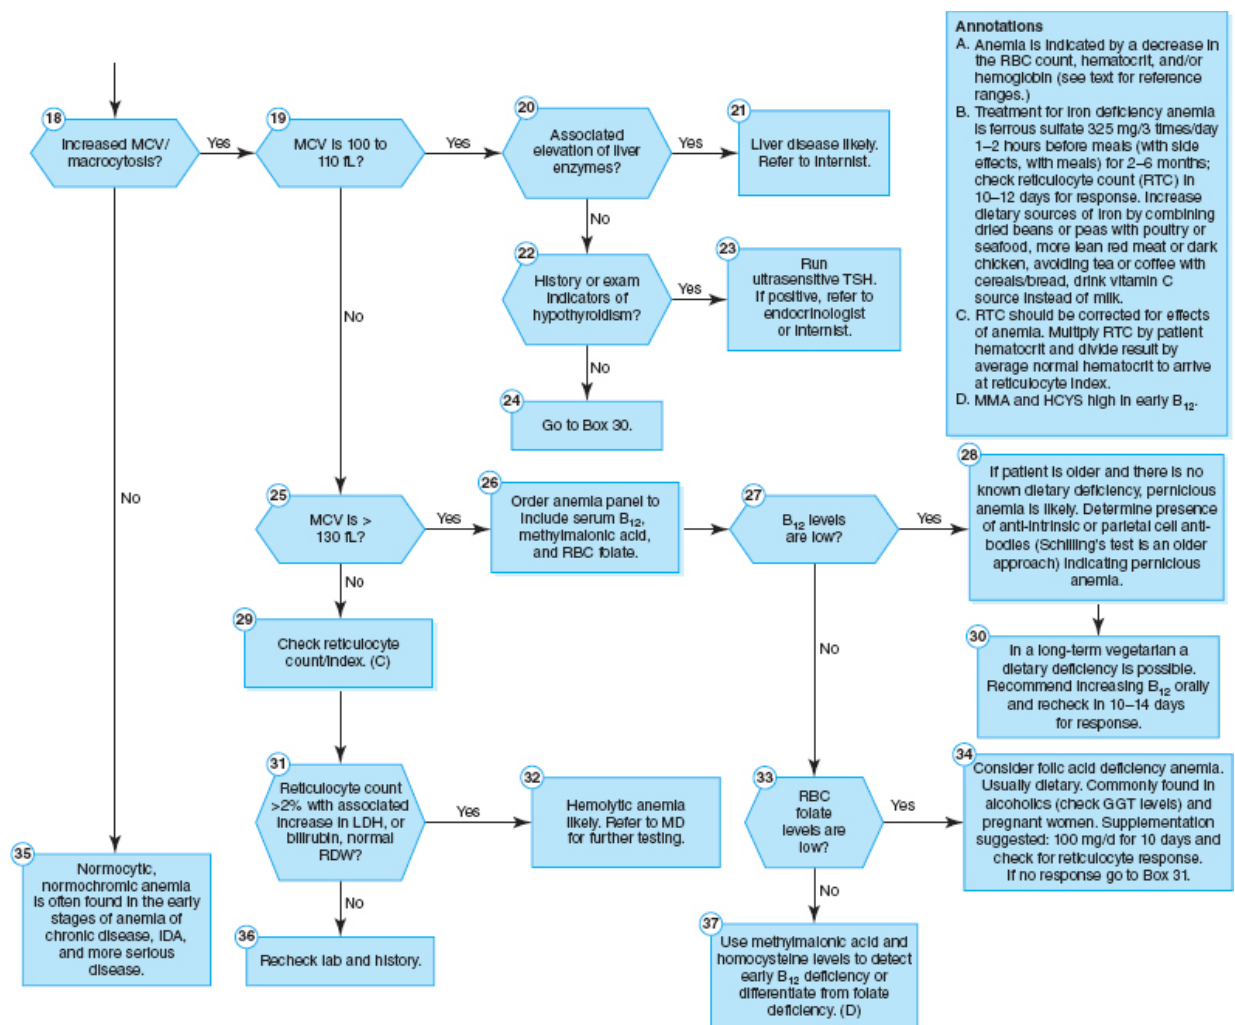 Annotations
A. Anemia is indicated by a decrease in
the RBC count, hematocrit, and/or
hemoglobin (see text for reference
ranges.)
B. Treatment for iron deficiency anemia
is ferrous sulfate 325 mg/3 times/day
1–2 hours before meals (with side
effects, with meals) for 2–6 months;
check reticulocyte count (RTC) in
10–12 days for response. Increase
dietary sources of iron by combining
dried beans or peas with poultry or
seafood, more lean red meat or dark
chicken, avoiding tea or coffee with
cereals/bread, drink vitamin C
source instead of milk.
C. RTC should be corrected for effects
of anemia. Multiply RTC by patient
hematocrit and divide result by
average normal hematocrit to arrive
at reticulocyte index.
D. MMA and HCYS high in early B12.
18
Increased MCV/
macrocytosis?
Yes
No
19
MCV is 100 to
110 fL?
Yes
No
20
Associated
elevation of liver
enzymes?
Yes
No
21
Liver disease likely.
Refer to internist.
22
History or exam
indicators of
hypothyroidism?
Yes
No
23
Run
ultrasensitive TSH.
If positive, refer to
endocrinologist
or internist.
24
Go to Box 30.
25
MCV is >
130 fL?
Yes
No
26
Order anemia panel to
include serum B12,
methylmalonic acid,
and RBC folate.
27
B12 levels
are low?
Yes
No
28
If patient is older and there is no
known dietary deficiency, pernicious
anemia is likely. Determine presence
of anti-intrinsic or parietal cell anti-
bodies (Schilling's test is an older
approach) indicating pernicious
anemia.
29
Check reticulocyte
count/index. (C)
30
In a long-term vegetarian a
dietary deficiency is possible.
Recommend increasing B12 orally
and recheck in 10–14 days
for response.
31
Reticulocyte count
>2% with associated
increase in LDH, or
bilirubin, normal
RDW?
Yes
No
32
Hemolytic anemia
likely. Refer to MD
for further testing.
33
RBC
folate
levels are
low?
Yes
No
34
Consider folic acid deficiency anemia.
Usually dietary. Commonly found in
alcoholics (check GGT levels) and
pregnant women. Supplementation
suggested: 100 mg/d for 10 days and
check for reticulocyte response.
If no response go to Box 31.
35
Normocytic,
normochromic anemia
is often found in the early
stages of anemia of
chronic disease, IDA,
and more serious
disease.
36
Recheck lab and history.
37
Use methylmalonic acid and
homocysteine levels to detect
early B12 deficiency or
differentiate from folate
deficiency. (D)